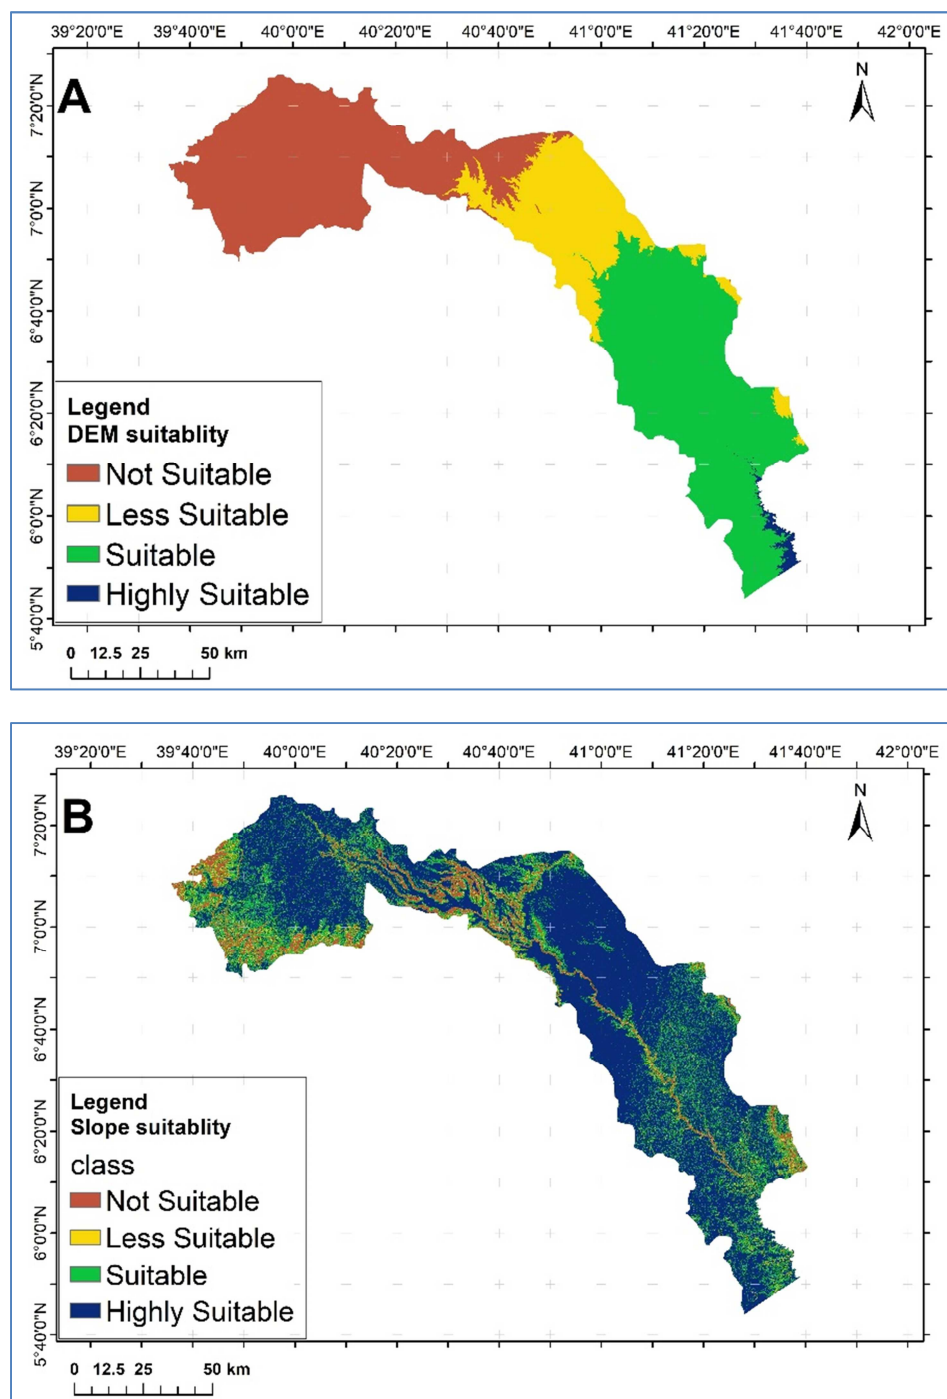 39°20'0"E 39°40'0"E 40°0'0"E 40°20'0"E 40°40'0"E 41°0'0"E 41°20'0"E 41°40'0"E 42°0'0"E
A
N
7°20'0"N
7°0'0"N
6°40'0"N
6°20'0"N
6°0'0"N
5°40'0"N
Legend
DEM suitablity
Not Suitable
Less Suitable
Suitable
Highly Suitable
0 12.5 25 50 km
39°20'0"E 39°40'0"E 40°0'0"E 40°20'0"E 40°40'0"E 41°0'0"E 41°20'0"E 41°40'0"E 42°0'0"E
B
N
7°20'0"N
7°0'0"N
6°40'0"N
6°20'0"N
6°0'0"N
5°40'0"N
Legend
Slope suitablity
class
Not Suitable
Less Suitable
Suitable
Highly Suitable
0 12.5 25 50 km